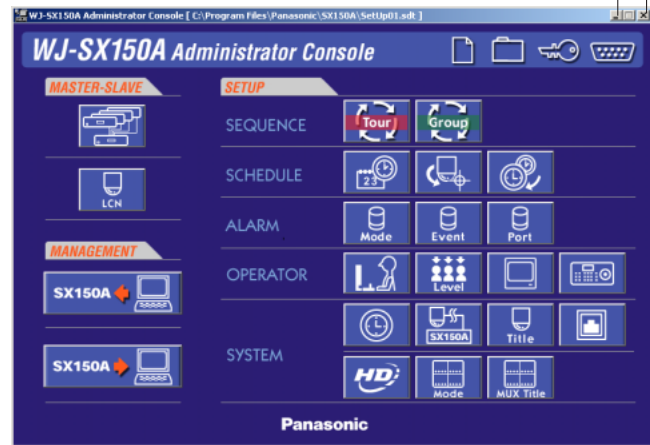 WJ-SX150A Administrator Console [ C:\Program Files\Panasonic\SX150A\SetUp01.sdt ]
WJ-SX150A Administrator Console
MASTER-SLAVE
SETUP
SEQUENCE
Tour
Group
SCHEDULE
23
LCN
ALARM
Mode
Event
Port
MANAGEMENT
OPERATOR
Level
SX150A
SYSTEM
SX150A
Title
SX150A
HD
Mode
MUX Title
Panasonic